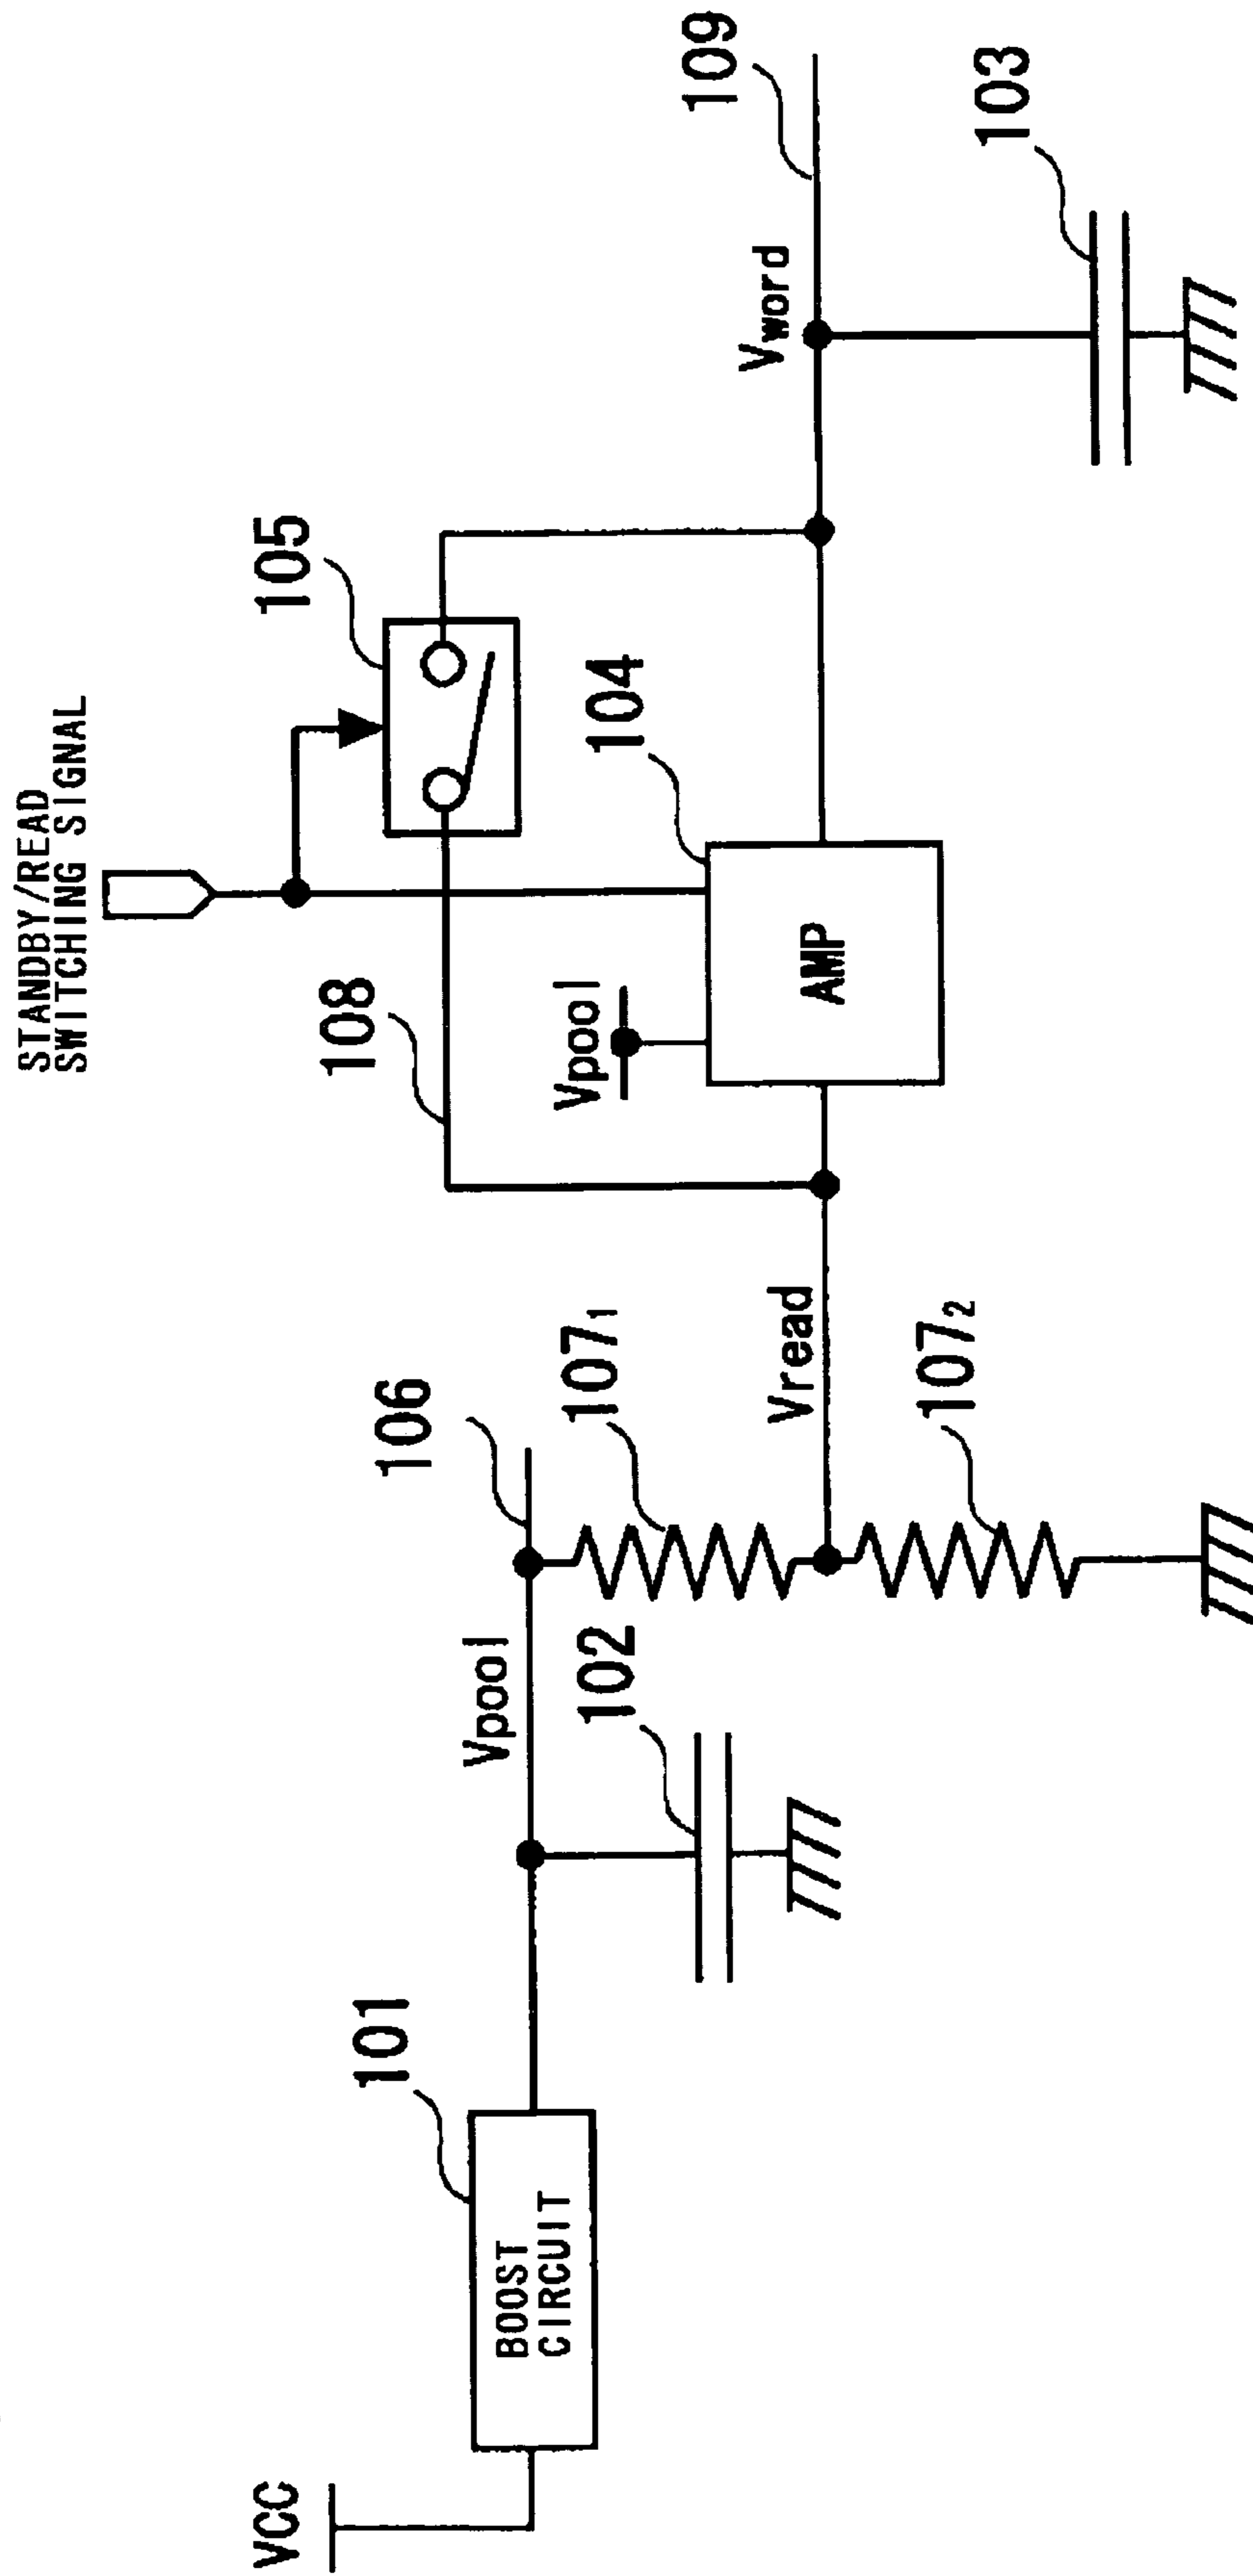 STANDBY/READ
SWITCHING SIGNAL
105
109
108
104
Vword
103
Vpool
AMP
106
107₁
Vread
107₂
Vpool
102
VCC
101
BOOST
CIRCUIT